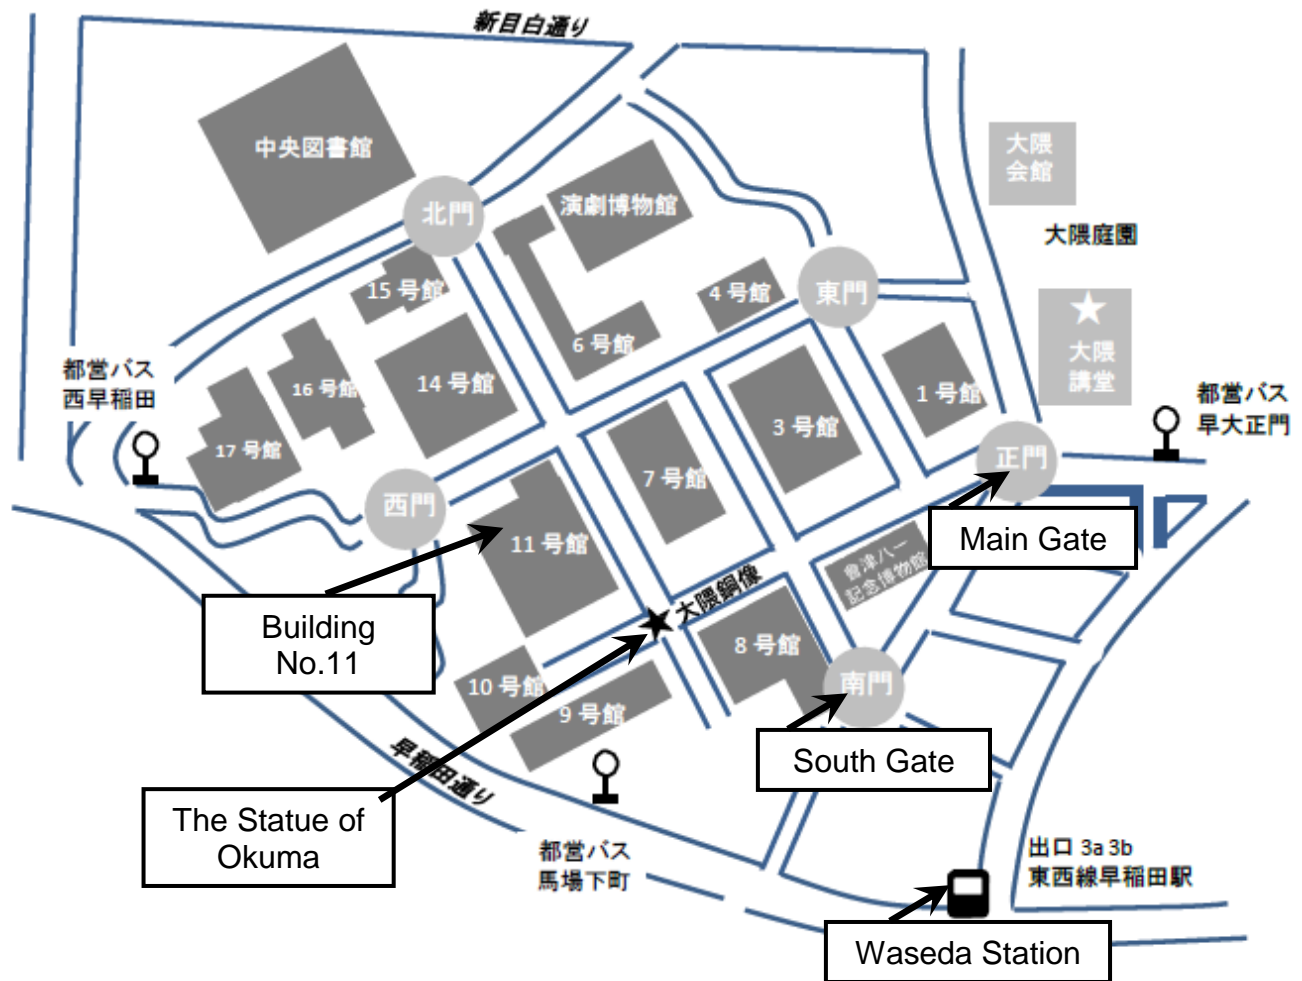 新目白通り
中央図書館
大隈
会館
北門
演劇博物館
大隈庭園
15 号館
4 号館
東門
6 号館
大隈
講堂
都営バス
西早稲田
16 号館
14 号館
1 号館
都営バス
早大正門
3 号館
17 号館
7 号館
正門
西門
11 号館
Main Gate
會津八一
記念博物館
大隈銅像
Building
No.11
8 号館
10 号館
南門
9 号館
South Gate
早稲田通り
The Statue of
Okuma
都営バス
馬場下町
出口 3a 3b
東西線早稲田駅
Waseda Station